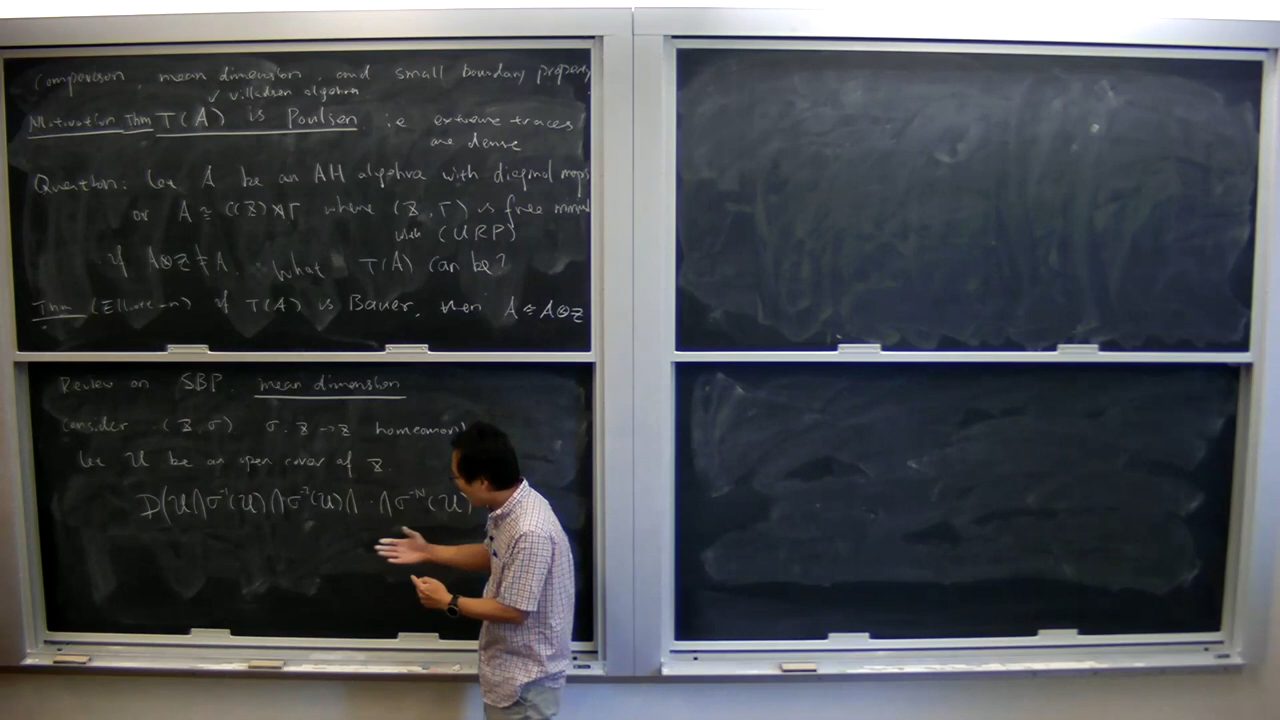 Comparison, mean dimension, and small boundary property
✓ villadsen algebra
Motivation Thm T(A) is Poulsen. i.e extreme traces
are dense
Question: Let A be an AH algebra with diagonal maps
or A ≅ C(Z)⋊Γ where (Z, Γ) is free minimal
with (URP)
if A⊗Z ≇ A. what T(A) can be?
Thm (Elliott-n) if T(A) is Bauer, then A ≅ A⊗Z
Review on SBP, mean dimension
Consider (Z, σ) σ: Z → Z
Let U be an open cover of Z.
D(U ∧ σ⁻¹(U) ∧ σ⁻²(U) ∧ · ∧ σ⁻ᴺ(U)